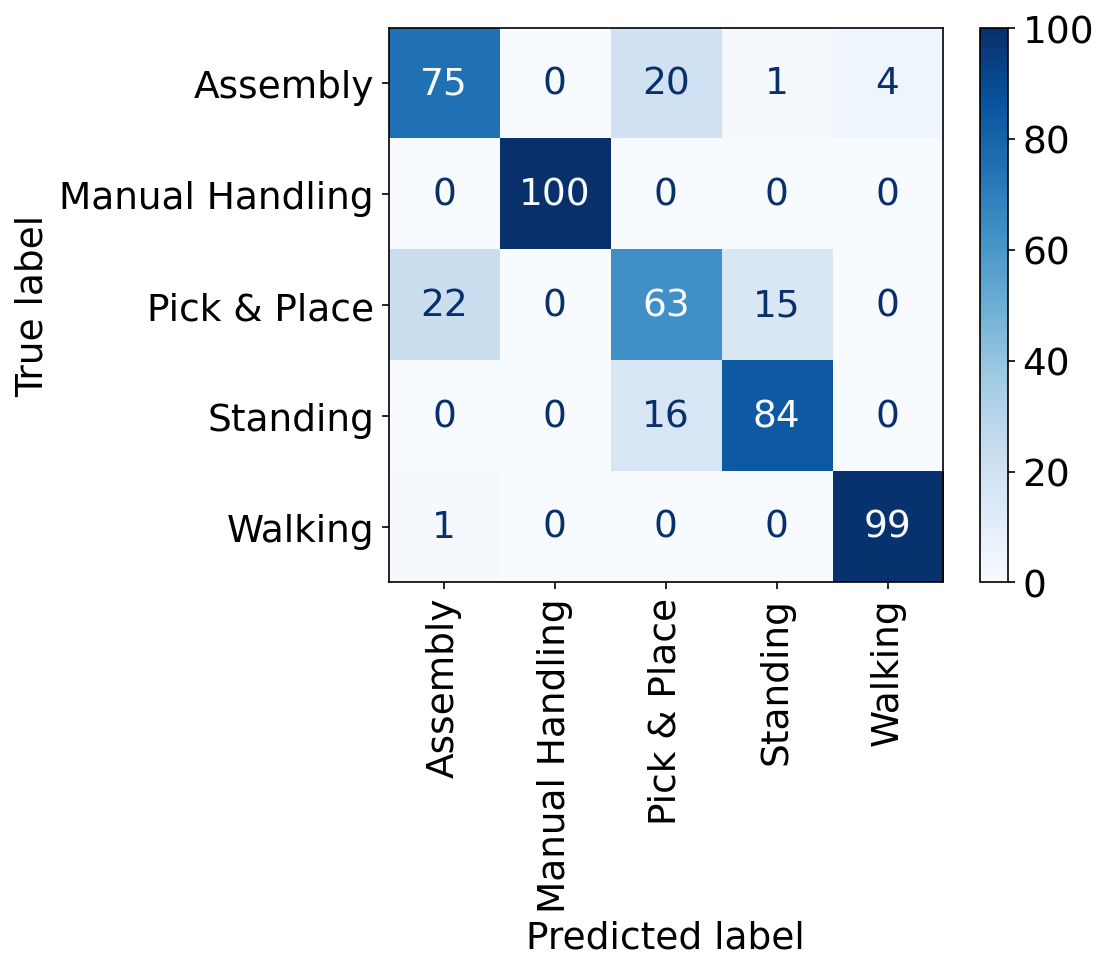 Assembly 75 0 20 1 4
Manual Handling 0 100 0 0 0
Pick & Place 22 0 63 15 0
Standing 0 0 16 84 0
Walking 1 0 0 0 99
True label
Assembly
Manual Handling
Pick & Place
Standing
Walking
Predicted label
100
80
60
40
20
0